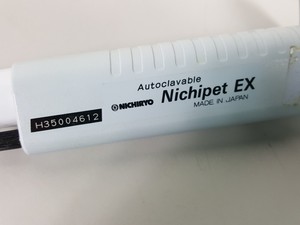 Autoclavable
NICHIRYO Nichipet EX
MADE IN JAPAN
H35004612